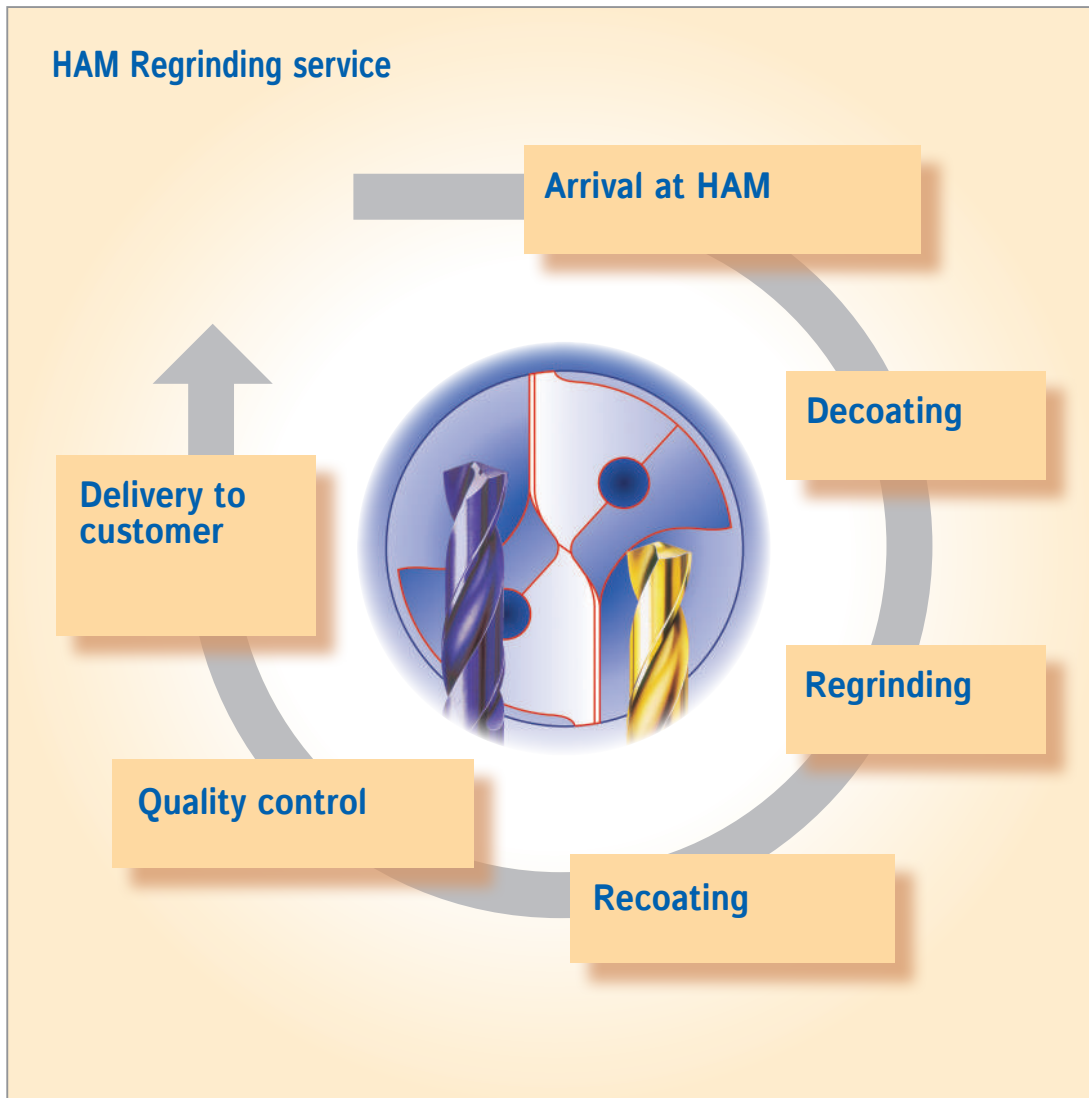 HAM Regrinding service
Arrival at HAM
Decoating
Regrinding
Recoating
Quality control
Delivery to
customer